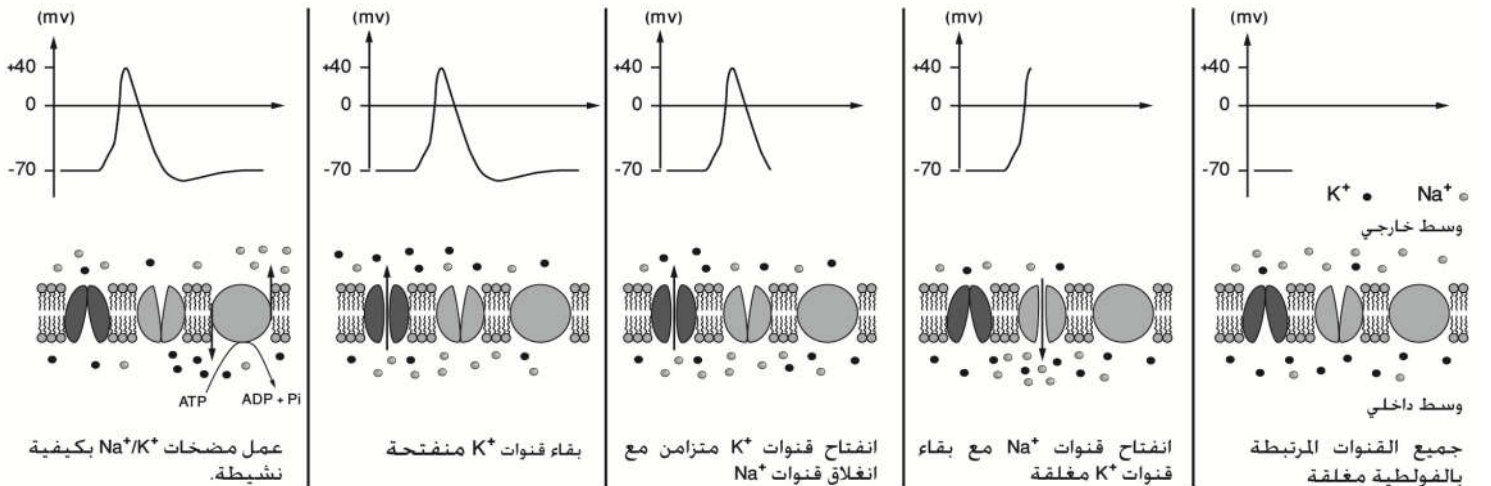 (mv)
+40
0
-70
K⁺ Na⁺
وسط خارجي
وسط داخلي
جميع القنوات المرتبطة
بالفولطية مغلقة
(mv)
+40
0
-70
انفتاح قنوات Na⁺ مع بقاء
قنوات K⁺ مغلقة
(mv)
+40
0
-70
انفتاح قنوات K⁺ متزامن مع
انغلاق قنوات Na⁺
(mv)
+40
0
-70
بقاء قنوات K⁺ منفتحة
(mv)
+40
0
-70
ATP ADP + Pi
عمل مضخات Na⁺/K⁺ بكيفية
نشيطة.